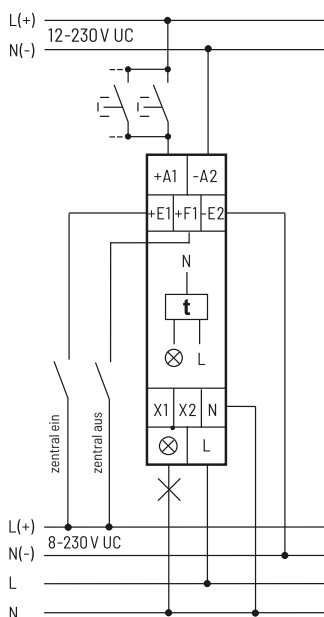 L(+)
12-230 V UC
N(-)
+A1 -A2
+E1 +F1 -E2
N
t
L
X1 X2 N
L
zentral ein
zentral aus
L(+)
8-230 V UC
N(-)
L
N